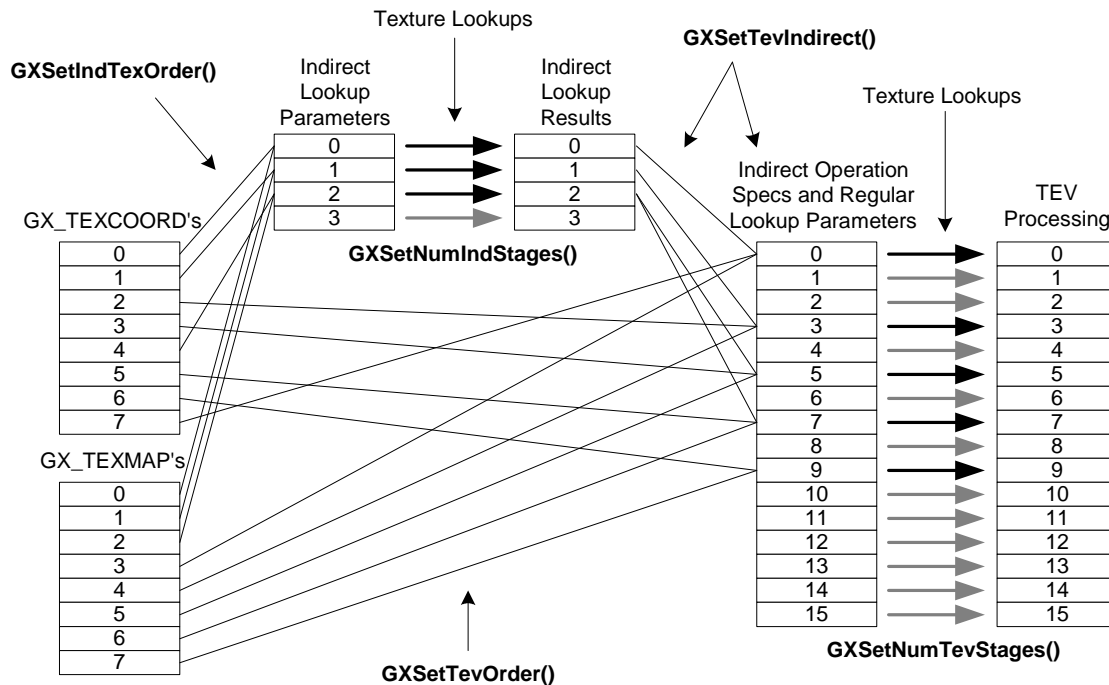 Texture Lookups
GXSetIndTexOrder()
Indirect
Lookup
Parameters
Indirect
Lookup
Results
GXSetTevIndirect()
Texture Lookups
0
1
2
3
0
1
2
3
GXSetNumIndStages()
Indirect Operation
Specs and Regular
Lookup Parameters
TEV
Processing
GX_TEXCOORD's
0
1
2
3
4
5
6
7
GX_TEXMAP's
0
1
2
3
4
5
6
7
0
1
2
3
4
5
6
7
8
9
10
11
12
13
14
15
0
1
2
3
4
5
6
7
8
9
10
11
12
13
14
15
GXSetTevOrder()
GXSetNumTevStages()